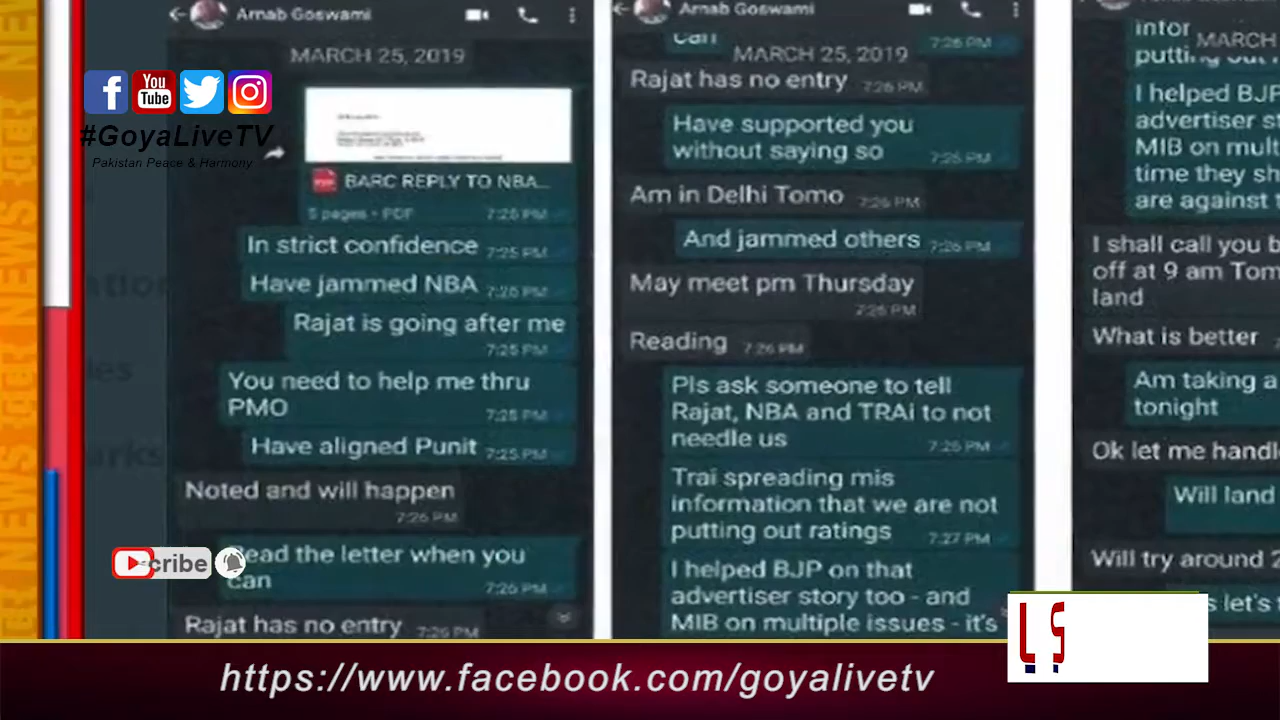 Arnab Goswami
MARCH 25, 2019
BARC REPLY TO NBA...
5 pages • PDF 7:25 PM
In strict confidence 7:25 PM
Have jammed NBA 7:25 PM
Rajat is going after me
7:25 PM
You need to help me thru
PMO 7:25 PM
Have aligned Punit 7:25 PM
Noted and will happen
7:26 PM
Read the letter when you
can 7:26 PM
Rajat has no entry 7:26 PM
Arnab Goswami
can 7:26 PM
MARCH 25, 2019
Rajat has no entry 7:26 PM
Have supported you
without saying so 7:26 PM
Am in Delhi Tomo 7:26 PM
And jammed others 7:26 PM
May meet pm Thursday
7:26 PM
Reading 7:26 PM
Pls ask someone to tell
Rajat, NBA and TRAi to not
needle us 7:26 PM
Trai spreading mis
information that we are not
putting out ratings 7:27 PM
I helped BJP on that
advertiser story too - and
MIB on multiple issues - it's
MARCH
I helped BJP
advertiser st
MIB on mult
time they sh
are against t
I shall call you b
off at 9 am Tom
land
What is better
Am taking a
tonight
Ok let me handl
Will land
Will try around 2
s let's
f
You
Tube
#GoyaLiveTV
Pakistan Peace & Harmony
cribe
NEWS
https://www.facebook.com/goyalivetv